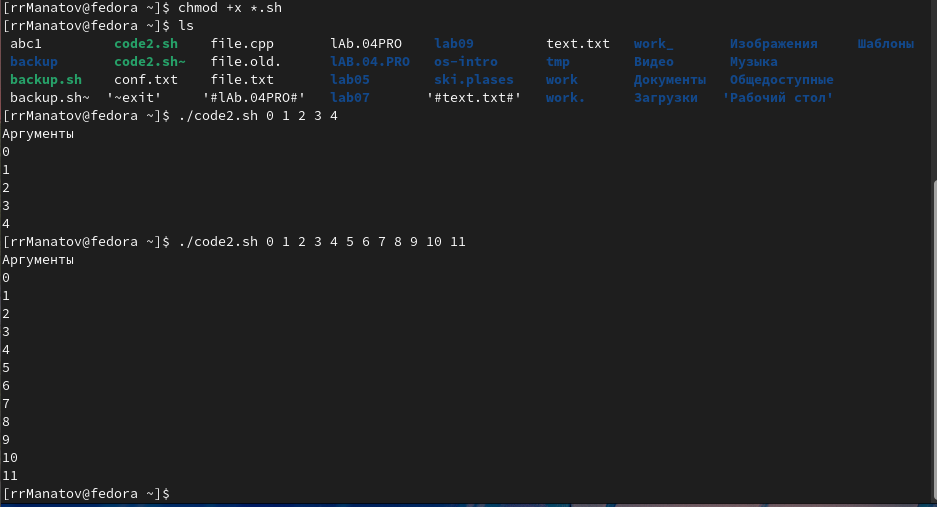 [rrManatov@fedora ~]$ chmod +x *.sh
[rrManatov@fedora ~]$ ls
abc1 code2.sh file.cpp lAb.04PRO lab09 text.txt work_ Изображения Шаблоны
backup code2.sh~ file.old. lAB.04.PRO os-intro tmp Видео Музыка
backup.sh conf.txt file.txt lab05 ski.plases work Документы Общедоступные
backup.sh~ '~exit' '#lAb.04PRO#' lab07 '#text.txt#' work. Загрузки 'Рабочий стол'
[rrManatov@fedora ~]$ ./code2.sh 0 1 2 3 4
Аргументы
0
1
2
3
4
[rrManatov@fedora ~]$ ./code2.sh 0 1 2 3 4 5 6 7 8 9 10 11
Аргументы
0
1
2
3
4
5
6
7
8
9
10
11
[rrManatov@fedora ~]$